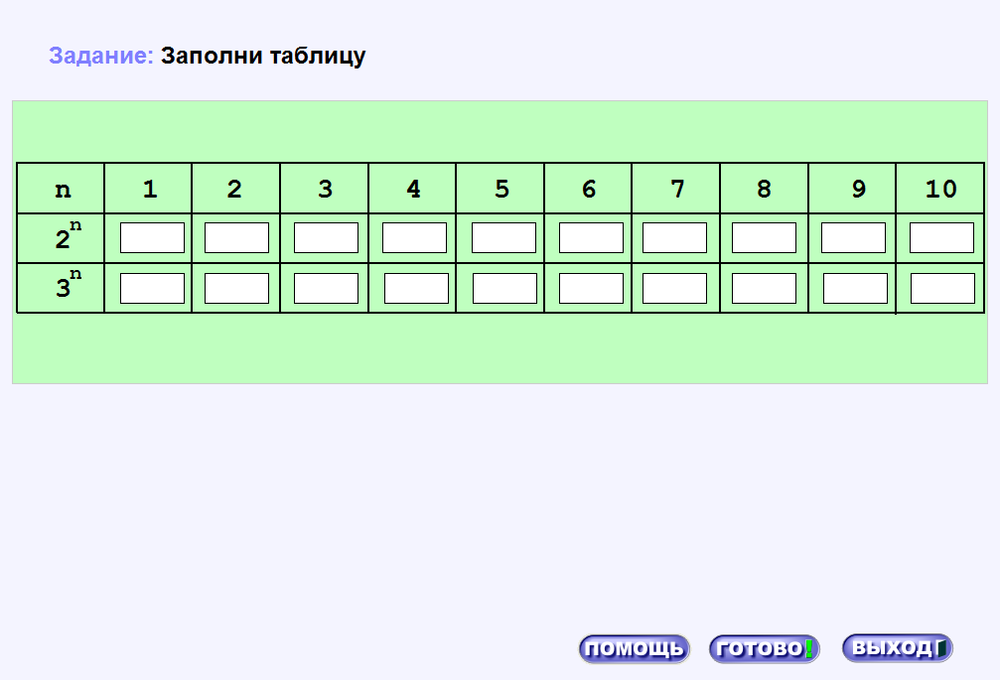 Задание: Заполни таблицу
n 1 2 3 4 5 6 7 8 9 10
2ⁿ
3ⁿ
ПОМОЩЬ ГОТОВО! ВЫХОД